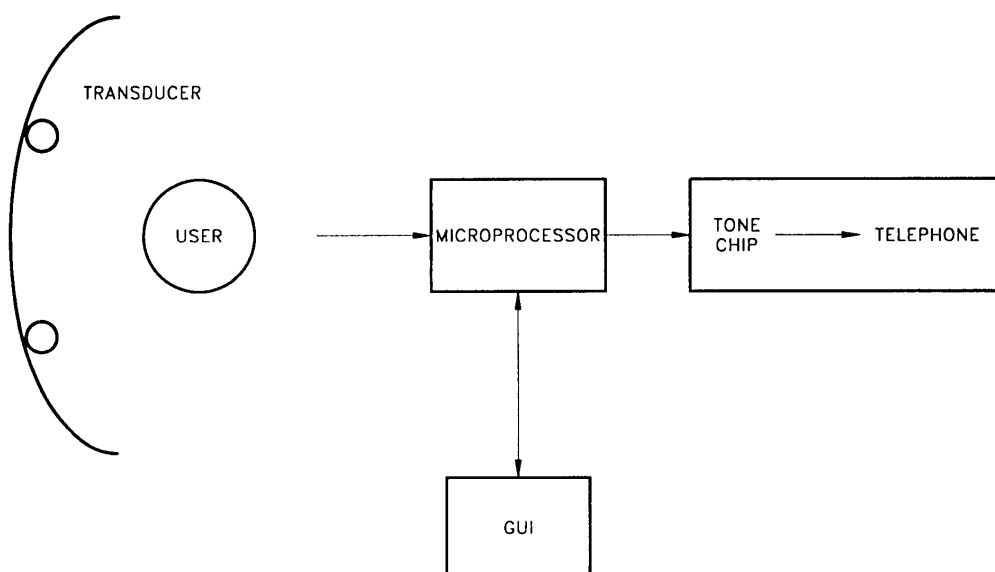 TRANSDUCER
USER
MICROPROCESSOR
TONE
CHIP
TELEPHONE
GUI